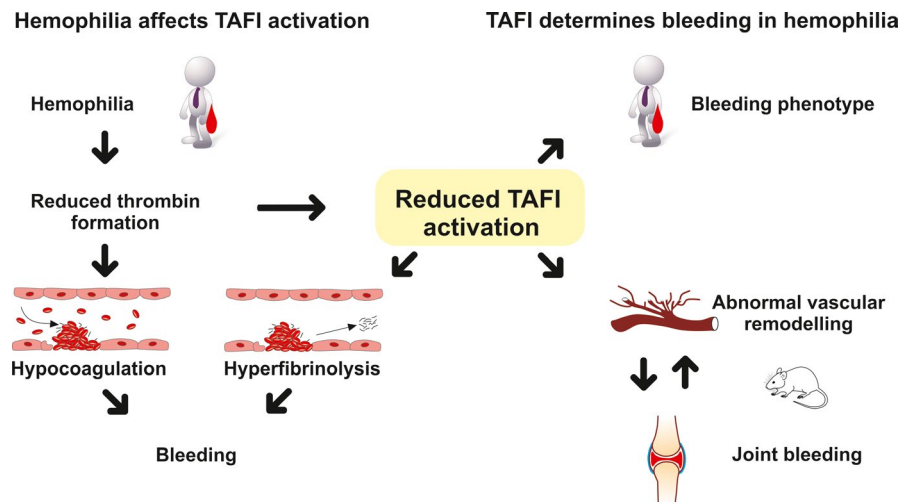 Hemophilia affects TAFI activation
TAFI determines bleeding in hemophilia
Hemophilia
Bleeding phenotype
Reduced thrombin
formation
Reduced TAFI
activation
Abnormal vascular
remodelling
Hypocoagulation
Hyperfibrinolysis
Bleeding
Joint bleeding